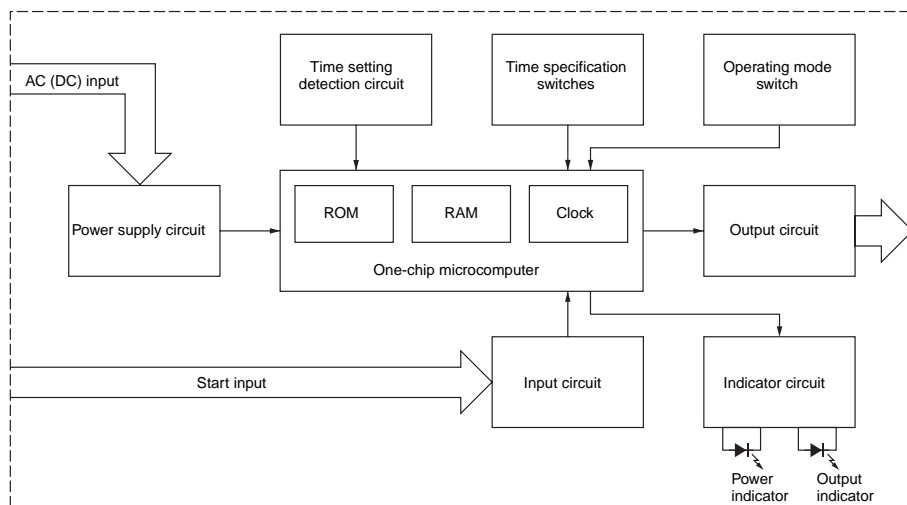 Time setting
detection circuit
Time specification
switches
Operating mode
switch
AC (DC) input
Power supply circuit
ROM
RAM
Clock
One-chip microcomputer
Output circuit
Start input
Input circuit
Indicator circuit
Power
indicator
Output
indicator